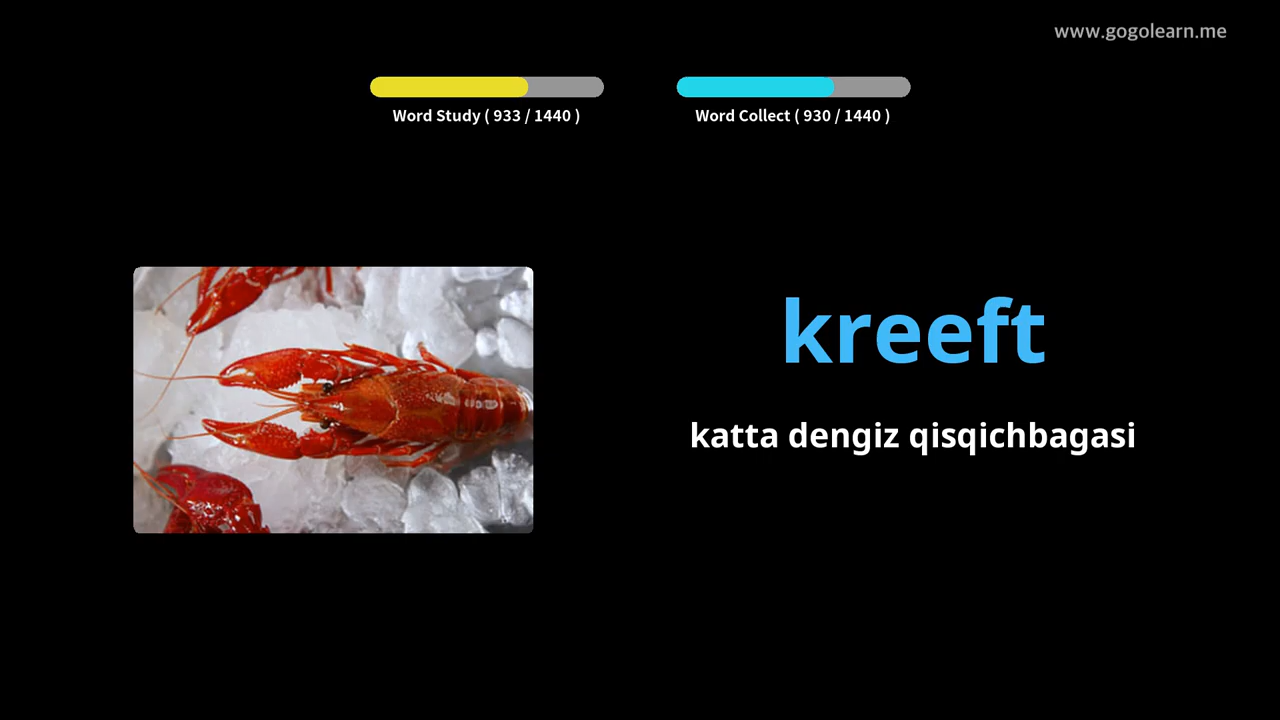 www.gogolearn.me
Word Study ( 933 / 1440 )
Word Collect ( 930 / 1440 )
kreeft
katta dengiz qisqichbagasi